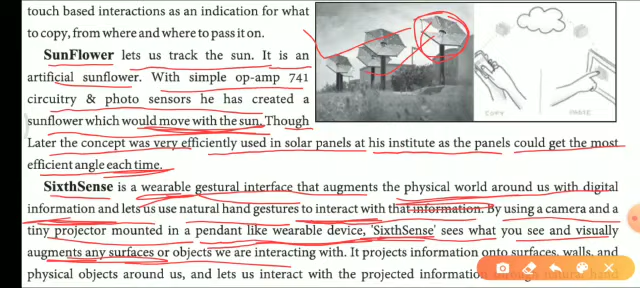 touch based interactions as an indication for what
to copy, from where and where to pass it on.
SunFlower lets us track the sun. It is an
artificial sunflower. With simple op-amp 741
circuitry & photo sensors he has created a
sunflower which would move with the sun. Though
Later the concept was very efficiently used in solar panels at his institute as the panels could get the most
efficient angle each time.
SixthSense is a wearable gestural interface that augments the physical world around us with digital
information and lets us use natural hand gestures to interact with that information. By using a camera and a
tiny projector mounted in a pendant like wearable device, 'SixthSense' sees what you see and visually
augments any surfaces or objects we are interacting with. It projects information onto surfaces, walls, and
physical objects around us, and lets us interact with the projected information through natural hand
COPY
PASTE